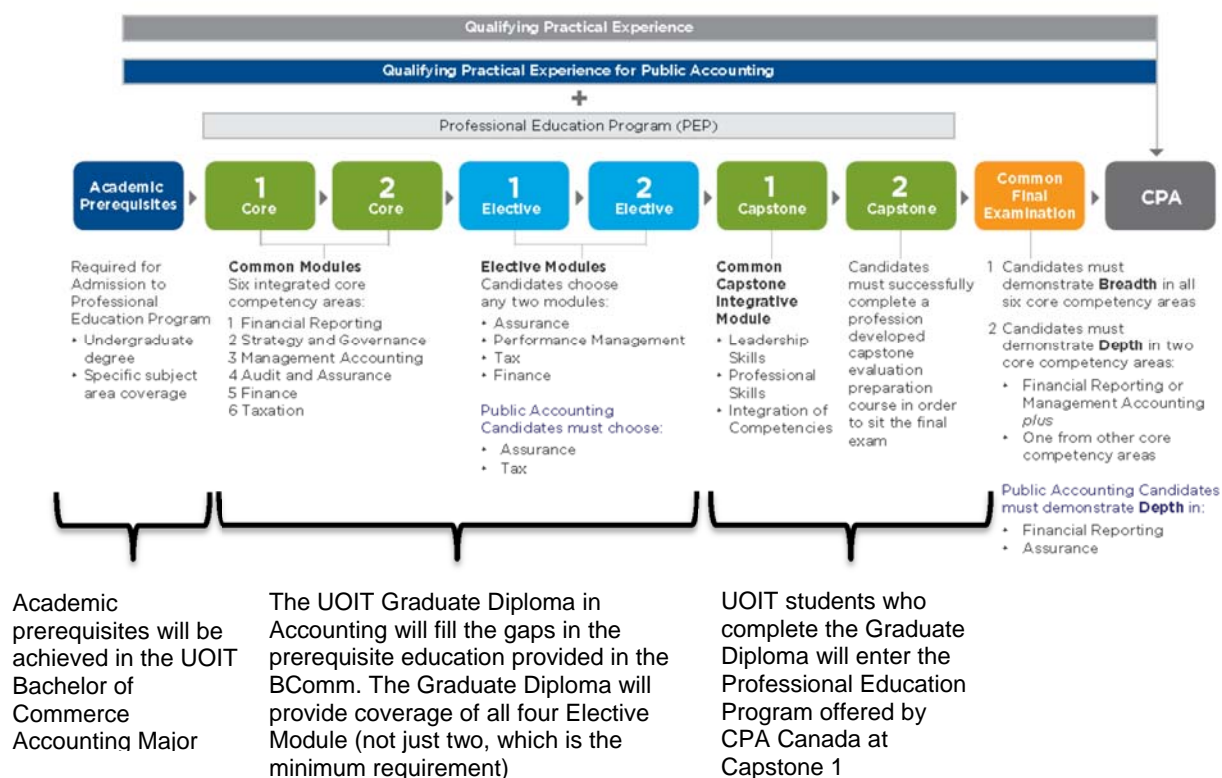 Qualifying Practical Experience
Qualifying Practical Experience for Public Accounting
+
Professional Education Program (PEP)
Academic
Prerequisites
1
Core
2
Core
1
Elective
2
Elective
1
Capstone
2
Capstone
Common
Final
Examination
CPA
Required for
Admission to
Professional
Education Program
• Undergraduate
degree
• Specific subject
area coverage
Common Modules
Six integrated core
competency areas:
1 Financial Reporting
2 Strategy and Governance
3 Management Accounting
4 Audit and Assurance
5 Finance
6 Taxation
Elective Modules
Candidates choose
any two modules:
• Assurance
• Performance Management
• Tax
• Finance
Public Accounting
Candidates must choose:
• Assurance
• Tax
Common
Capstone
Integrative
Module
• Leadership
Skills
• Professional
Skills
• Integration of
Competencies
Candidates
must successfully
complete a
profession
developed
capstone
evaluation
preparation
course in order
to sit the final
exam
1 Candidates must
demonstrate Breadth in all
six core competency areas
2 Candidates must
demonstrate Depth in two
core competency areas:
• Financial Reporting or
Management Accounting
plus
• One from other core
competency areas
Public Accounting Candidates
must demonstrate Depth in:
• Financial Reporting
• Assurance
Academic
prerequisites will be
achieved in the UOIT
Bachelor of
Commerce
Accounting Major
The UOIT Graduate Diploma in
Accounting will fill the gaps in the
prerequisite education provided in the
BComm. The Graduate Diploma will
provide coverage of all four Elective
Module (not just two, which is the
minimum requirement)
UOIT students who
complete the Graduate
Diploma will enter the
Professional Education
Program offered by
CPA Canada at
Capstone 1